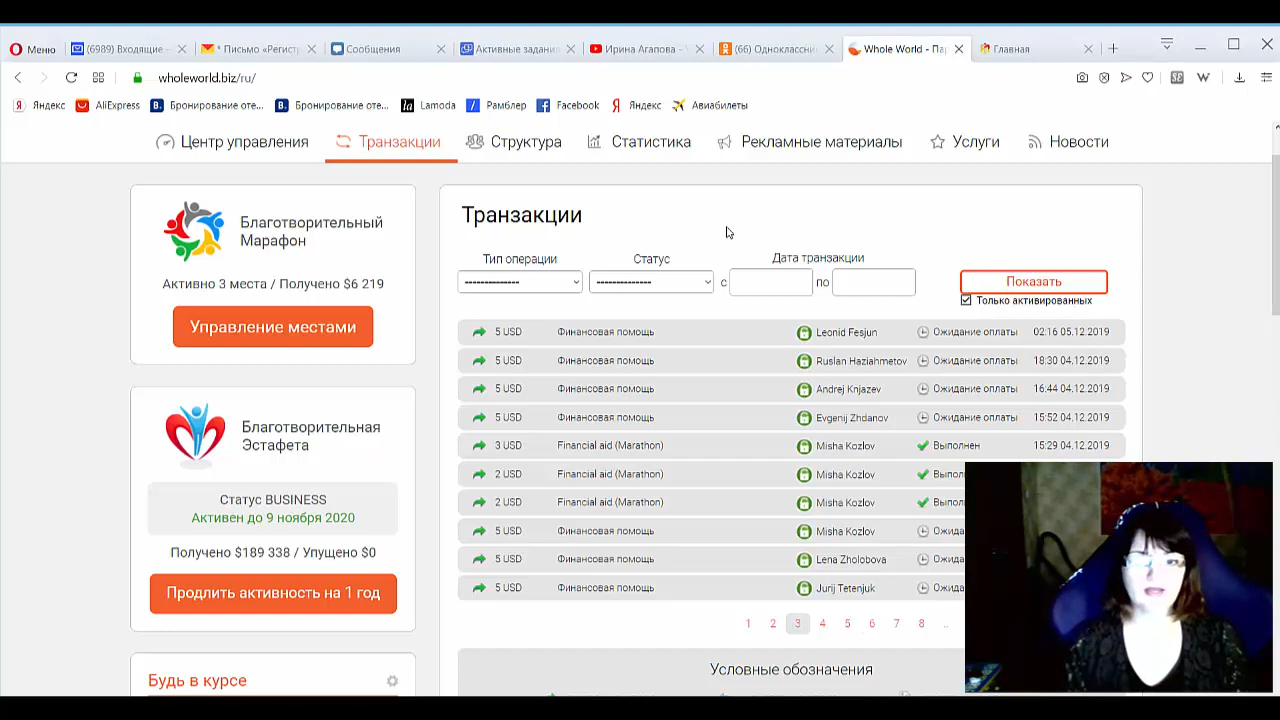 Меню
(6989) Входящие –
* Письмо «Регист
Сообщения
Активные задани
Ирина Агапова -
(66) Одноклассни
Whole World - Па
Главная
wholeworld.biz/ru/
Яндекс
AliExpress
Бронирование оте...
Бронирование оте...
Lamoda
Рамблер
Facebook
Яндекс
Авиабилеты
Центр управления
Транзакции
Структура
Статистика
Рекламные материалы
Услуги
Новости
Благотворительный
Марафон
Активно 3 места / Получено $6 219
Управление местами
Благотворительная
Эстафета
Статус BUSINESS
Активен до 9 ноября 2020
Получено $189 338 / Упущено $0
Продлить активность на 1 год
Будь в курсе
Транзакции
Тип операции Статус Дата транзакции
-------------- -------------- с по Показать
Только активированных
5 USD Финансовая помощь Leonid Fesjun Ожидание оплаты 02:16 05.12.2019
5 USD Финансовая помощь Ruslan Haziahmetov Ожидание оплаты 18:30 04.12.2019
5 USD Финансовая помощь Andrej Knjazev Ожидание оплаты 16:44 04.12.2019
5 USD Финансовая помощь Evgenij Zhdanov Ожидание оплаты 15:52 04.12.2019
3 USD Financial aid (Marathon) Misha Kozlov Выполнен 15:29 04.12.2019
2 USD Financial aid (Marathon) Misha Kozlov Выпол
2 USD Financial aid (Marathon) Misha Kozlov Выпол
5 USD Финансовая помощь Misha Kozlov Ожида
5 USD Финансовая помощь Lena Zholobova Ожида
5 USD Финансовая помощь Jurij Tetenjuk Ожида
1 2 3 4 5 6 7 8 ..
Условные обозначения